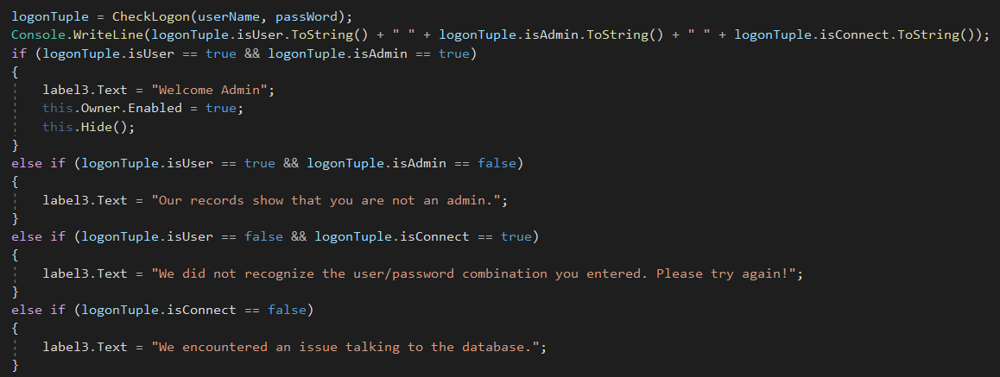 logonTuple = CheckLogon(userName, passWord);
Console.WriteLine(logonTuple.isUser.ToString() + " " + logonTuple.isAdmin.ToString() + " " + logonTuple.isConnect.ToString());
if (logonTuple.isUser == true && logonTuple.isAdmin == true)
{
    label3.Text = "Welcome Admin";
    this.Owner.Enabled = true;
    this.Hide();
}
else if (logonTuple.isUser == true && logonTuple.isAdmin == false)
{
    label3.Text = "Our records show that you are not an admin.";
}
else if (logonTuple.isUser == false && logonTuple.isConnect == true)
{
    label3.Text = "We did not recognize the user/password combination you entered. Please try again!";
}
else if (logonTuple.isConnect == false)
{
    label3.Text = "We encountered an issue talking to the database.";
}